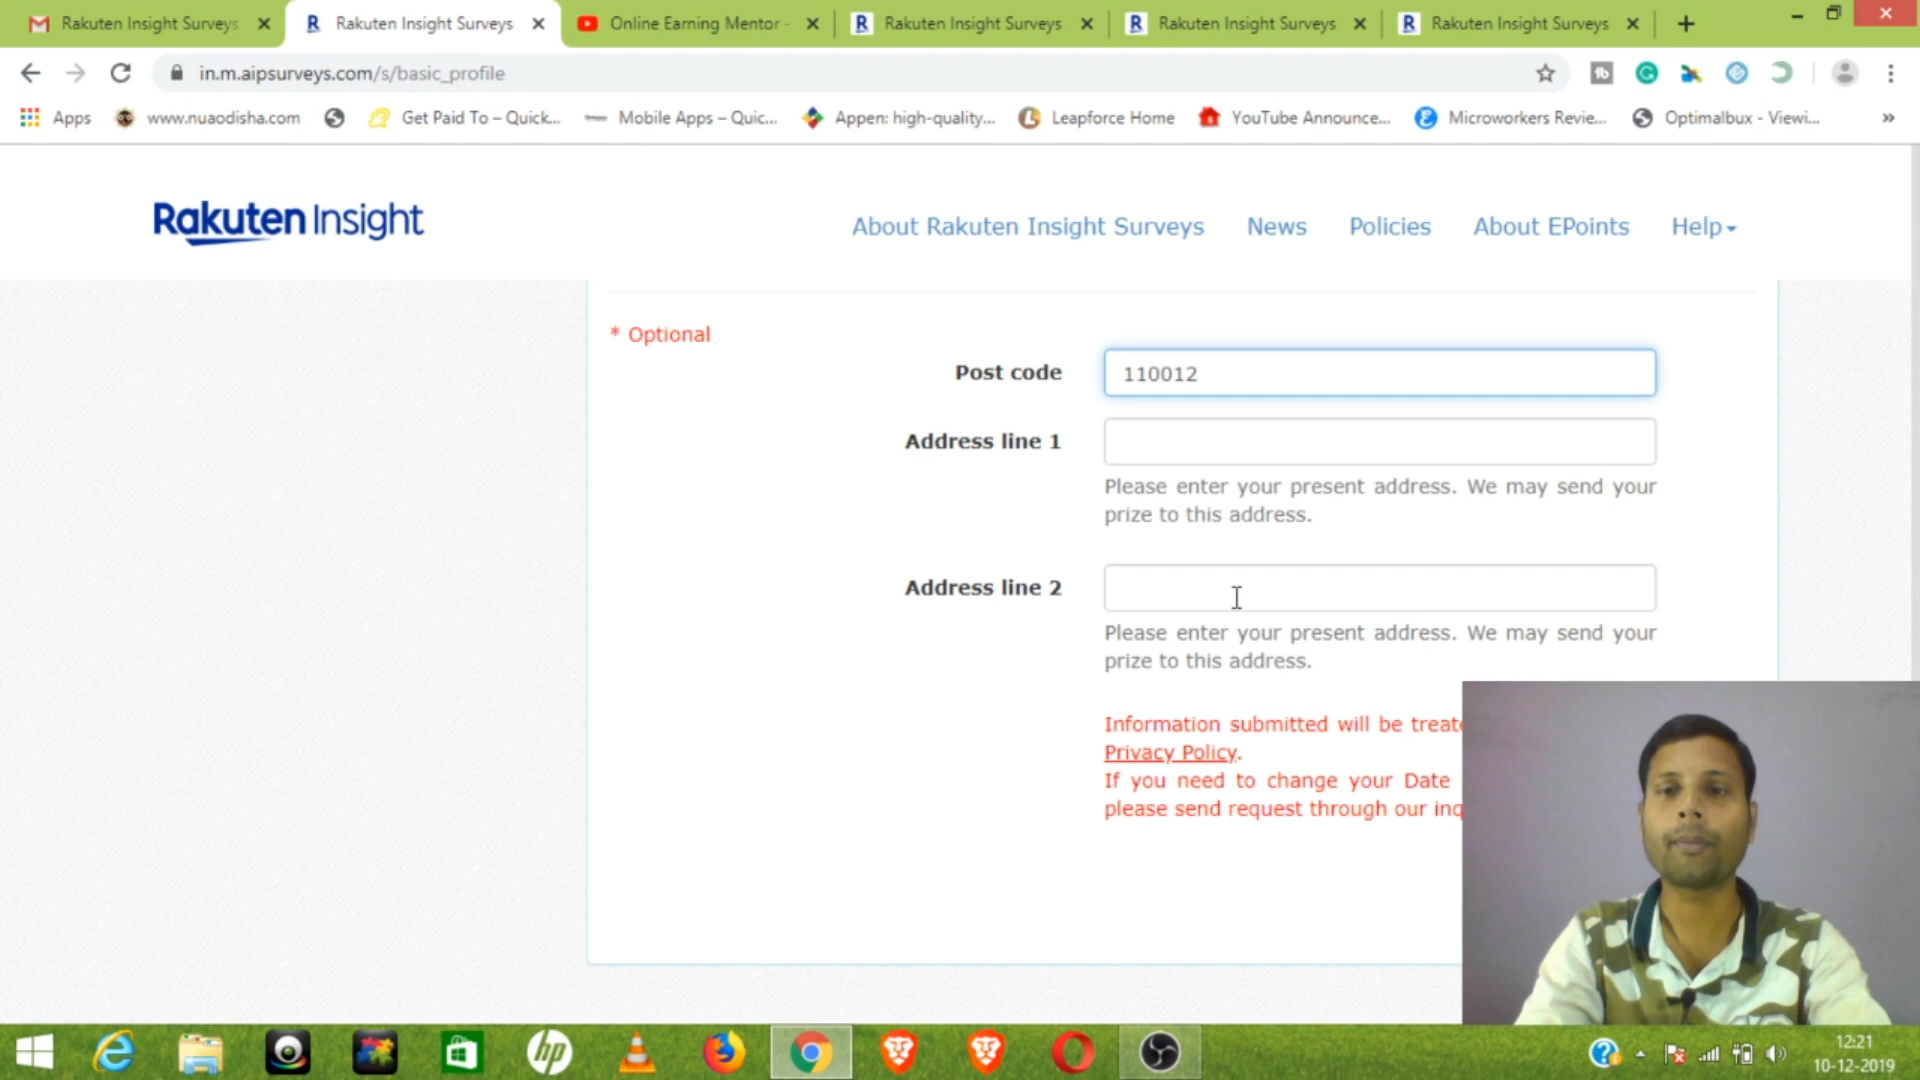 Rakuten Insight Surveys
Rakuten Insight Surveys
Online Earning Mentor -
Rakuten Insight Surveys
Rakuten Insight Surveys
Rakuten Insight Surveys
in.m.aipsurveys.com/s/basic_profile
Apps
www.nuaodisha.com
Get Paid To – Quick...
Mobile Apps – Quic...
Appen: high-quality...
Leapforce Home
YouTube Announce...
Microworkers Revie...
Optimalbux - Viewi...
»
Rakuten Insight
About Rakuten Insight Surveys
News
Policies
About EPoints
Help
* Optional
Post code
110012
Address line 1
Please enter your present address. We may send your
prize to this address.
Address line 2
Please enter your present address. We may send your
prize to this address.
Information submitted will be treate
Privacy Policy.
If you need to change your Date
please send request through our inq
hp
12:21
10-12-2019